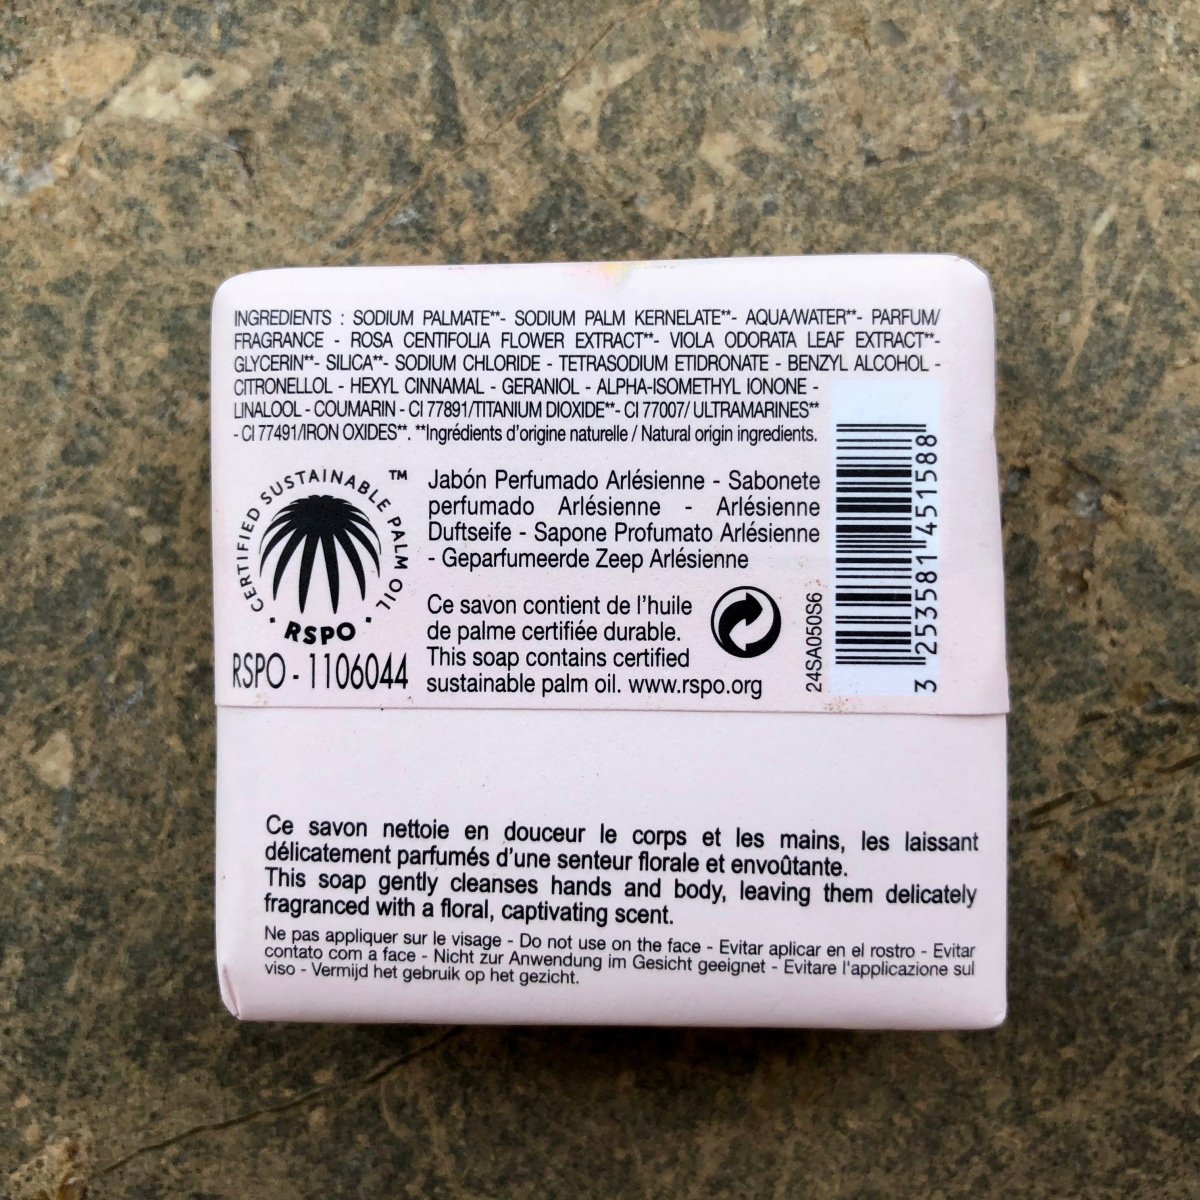 INGREDIENTS : SODIUM PALMATE**- SODIUM PALM KERNELATE**- AQUA/WATER**- PARFUM/
FRAGRANCE - ROSA CENTIFOLIA FLOWER EXTRACT**- VIOLA ODORATA LEAF EXTRACT**-
GLYCERIN**- SILICA**- SODIUM CHLORIDE - TETRASODIUM ETIDRONATE - BENZYL ALCOHOL -
CITRONELLOL - HEXYL CINNAMAL - GERANIOL - ALPHA-ISOMETHYL IONONE -
LINALOOL - COUMARIN - CI 77891/TITANIUM DIOXIDE**- CI 77007/ ULTRAMARINES**
- CI 77491/IRON OXIDES**. **Ingrédients d'origine naturelle / Natural origin ingredients.
CERTIFIED SUSTAINABLE PALM OIL ™
· RSPO ·
RSPO - 1106044
Jabón Perfumado Arlésienne - Sabonete
perfumado Arlésienne - Arlésienne
Duftseife - Sapone Profumato Arlésienne
- Geparfumeerde Zeep Arlésienne
Ce savon contient de l'huile
de palme certifiée durable.
This soap contains certified
sustainable palm oil. www.rspo.org
24SA050S6
3 253581 451588
Ce savon nettoie en douceur le corps et les mains, les laissant
délicatement parfumés d'une senteur florale et envoûtante.
This soap gently cleanses hands and body, leaving them delicately
fragranced with a floral, captivating scent.
Ne pas appliquer sur le visage - Do not use on the face - Evitar aplicar en el rostro - Evitar
contato com a face - Nicht zur Anwendung im Gesicht geeignet - Evitare l'applicazione sul
viso - Vermijd het gebruik op het gezicht.